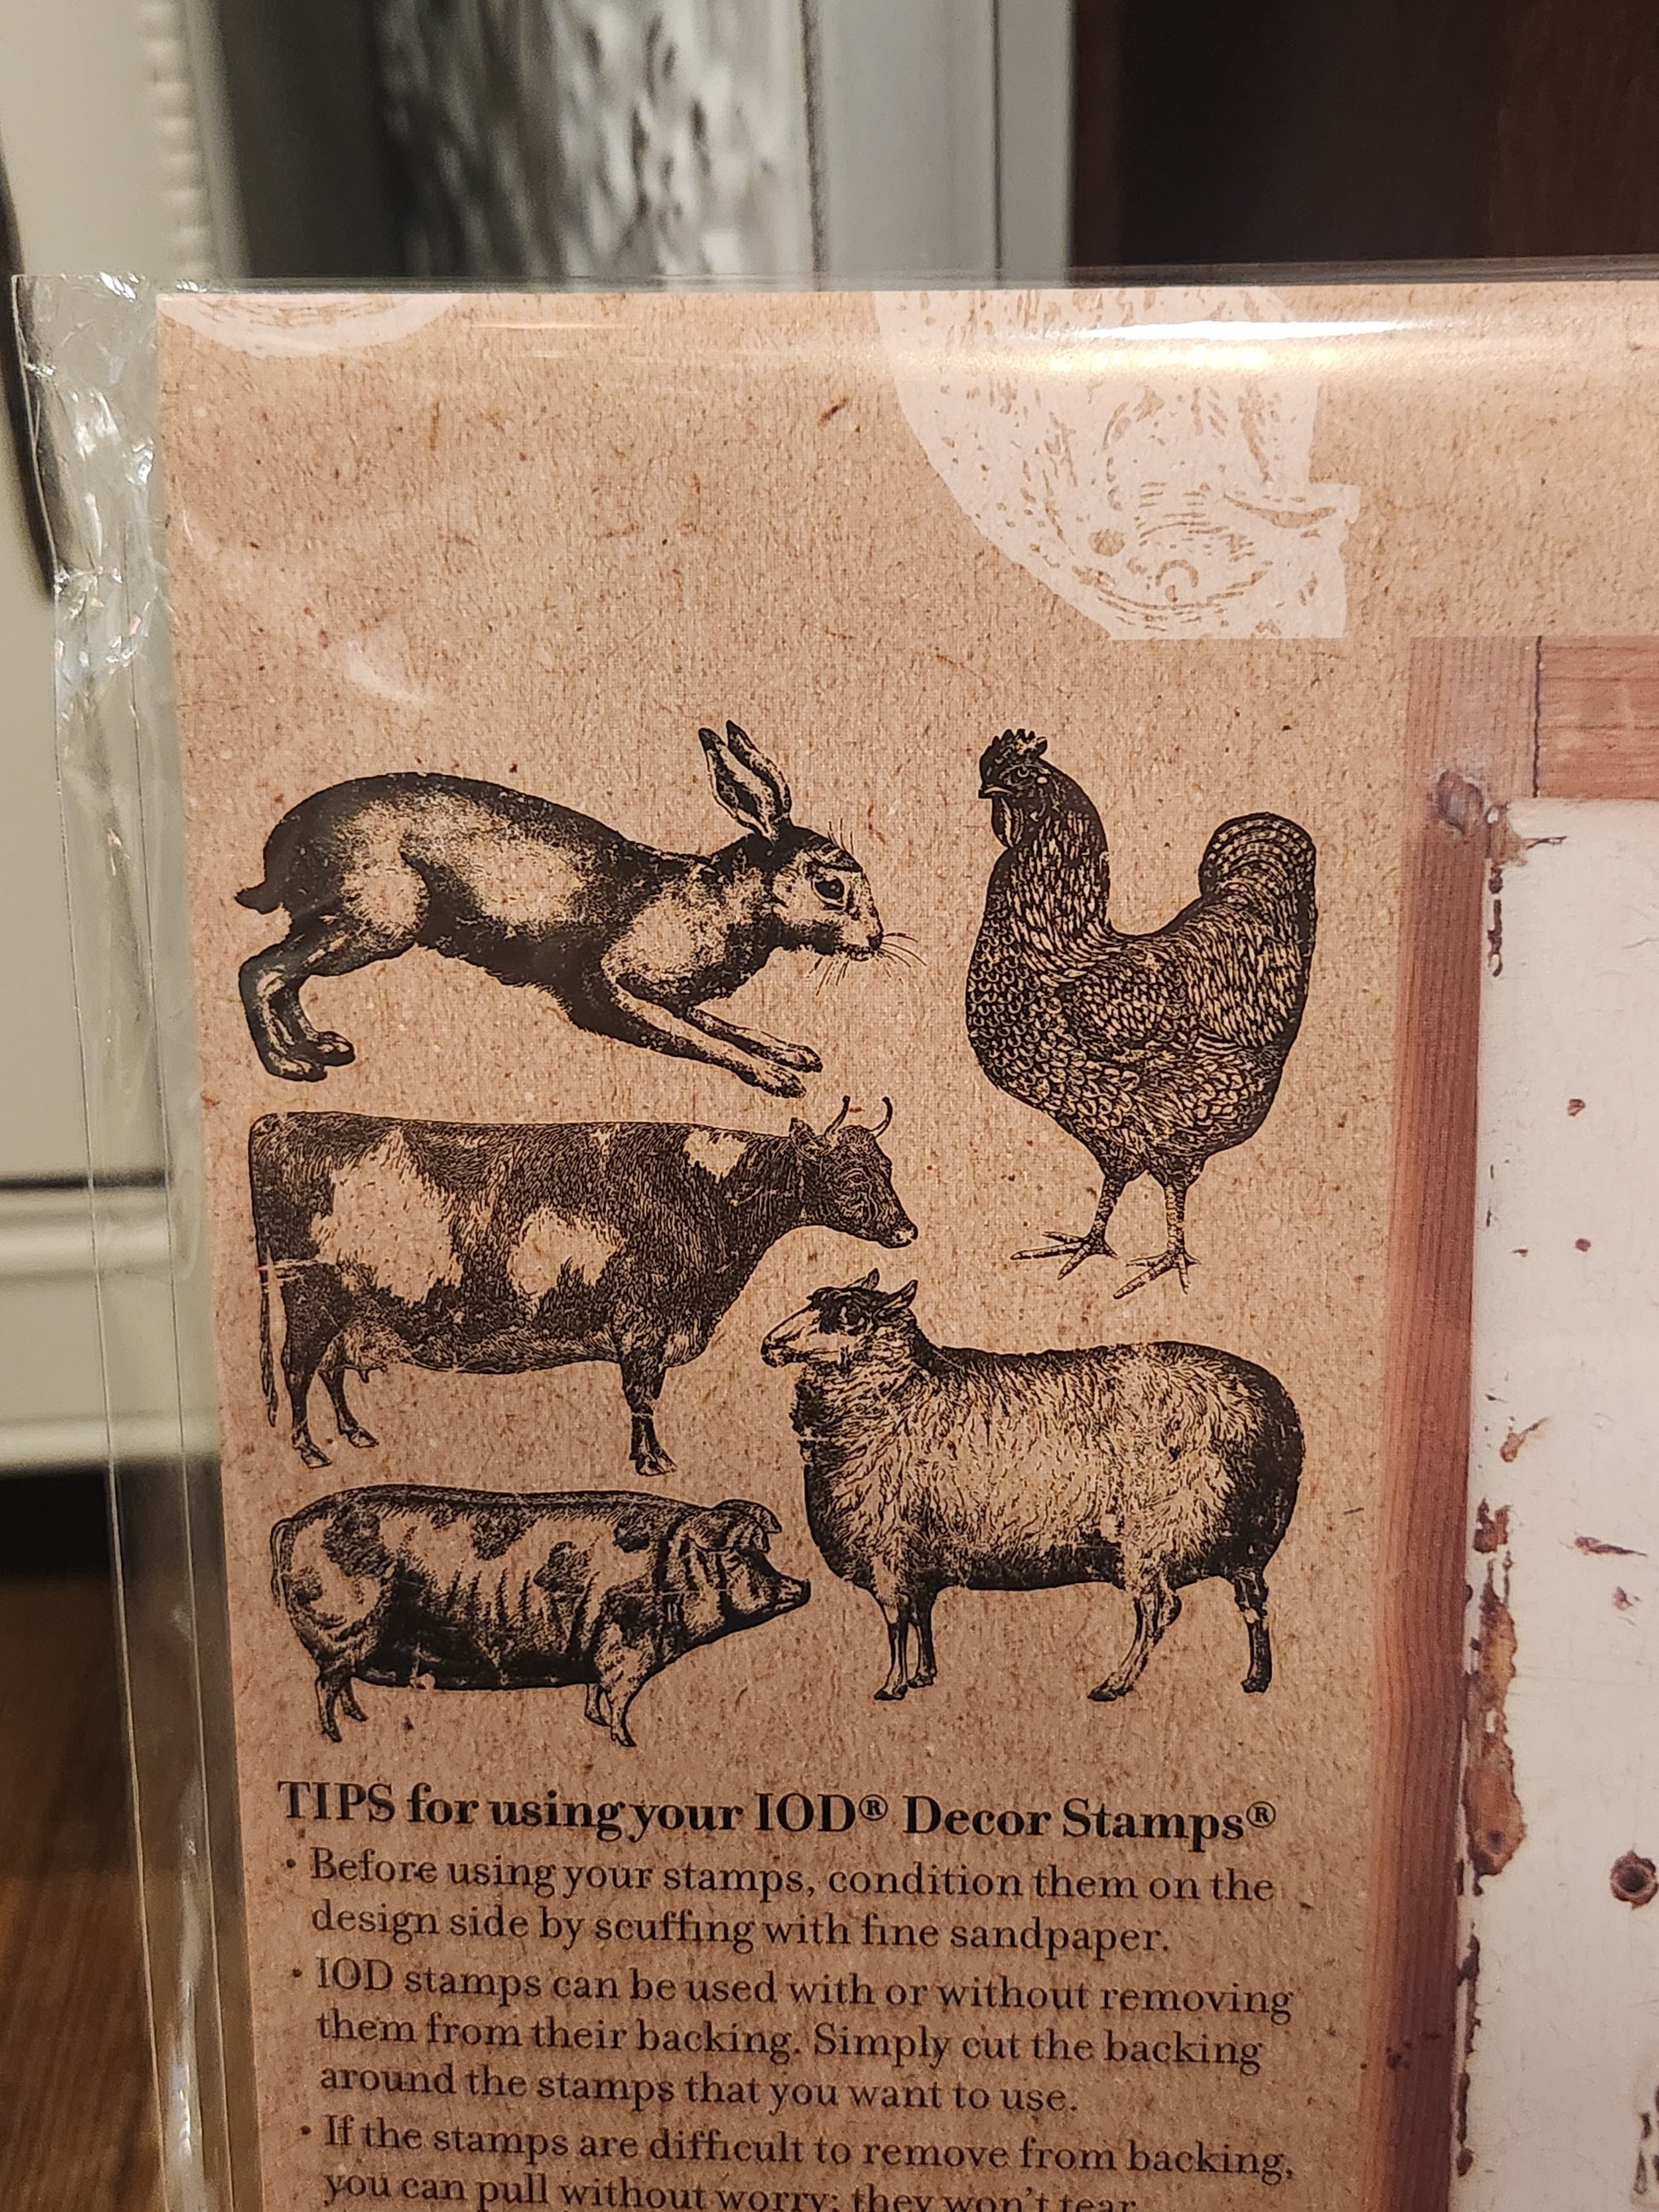 TIPS for using your IOD® Decor Stamps®
• Before using your stamps, condition them on the
design side by scuffing with fine sandpaper.
• IOD stamps can be used with or without removing
them from their backing. Simply cut the backing
around the stamps that you want to use.
• If the stamps are difficult to remove from backing,
you can pull without worry; they won't tear.